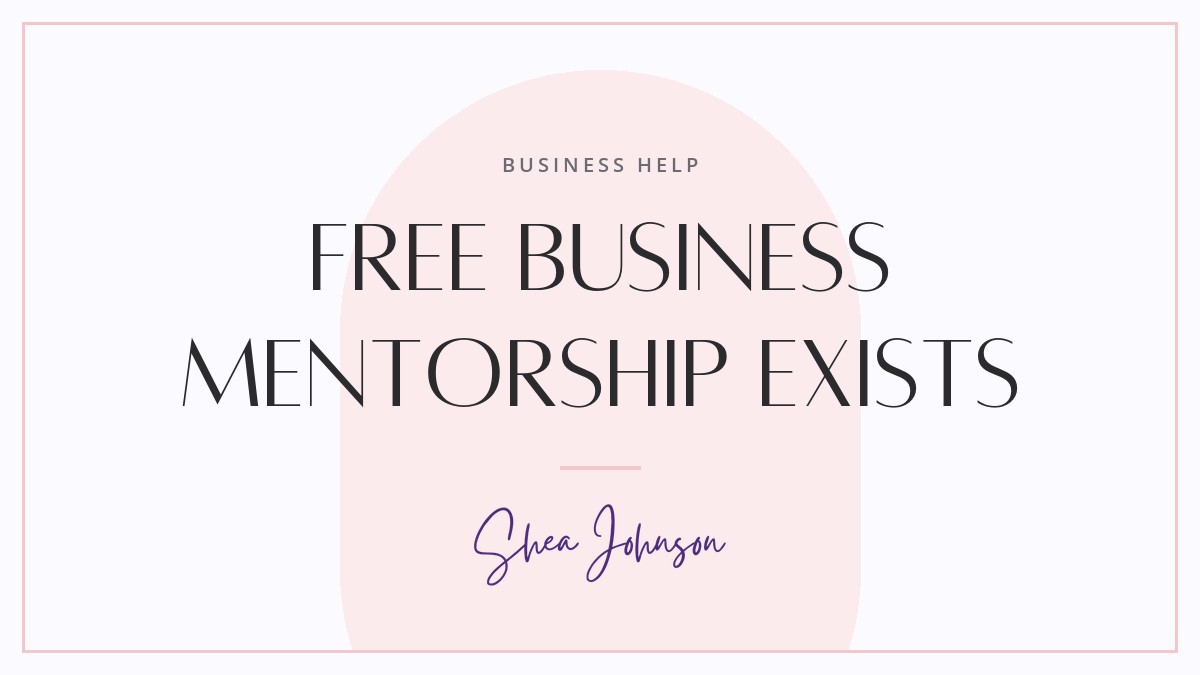 BUSINESS HELP
FREE BUSINESS
MENTORSHIP EXISTS
Shea Johnson